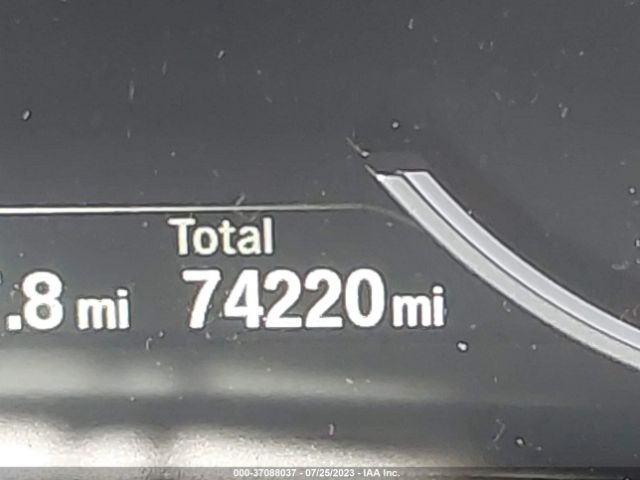 Total
.8 mi 74220 mi
000-37088037 - 07/25/2023 - IAA Inc.